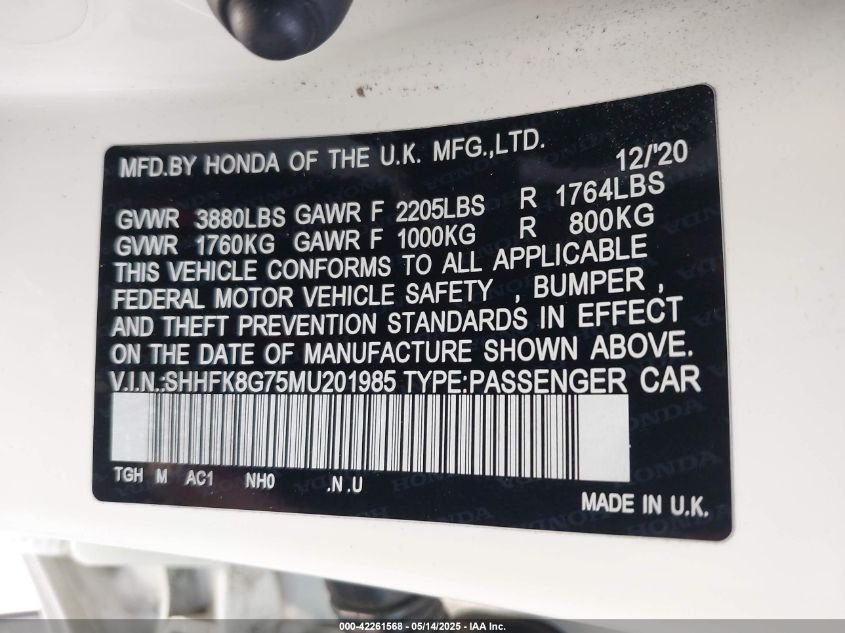 MFD.BY HONDA OF THE U.K. MFG.,LTD. 12/'20
GVWR 3880LBS GAWR F 2205LBS R 1764LBS
GVWR 1760KG GAWR F 1000KG R 800KG
THIS VEHICLE CONFORMS TO ALL APPLICABLE
FEDERAL MOTOR VEHICLE SAFETY , BUMPER ,
AND THEFT PREVENTION STANDARDS IN EFFECT
ON THE DATE OF MANUFACTURE SHOWN ABOVE.
V.I.N.:SHHFK8G75MU201985 TYPE:PASSENGER CAR
TGH M AC1 NH0 .N .U
MADE IN U.K.
000-42261568 - 05/14/2025 - IAA Inc.